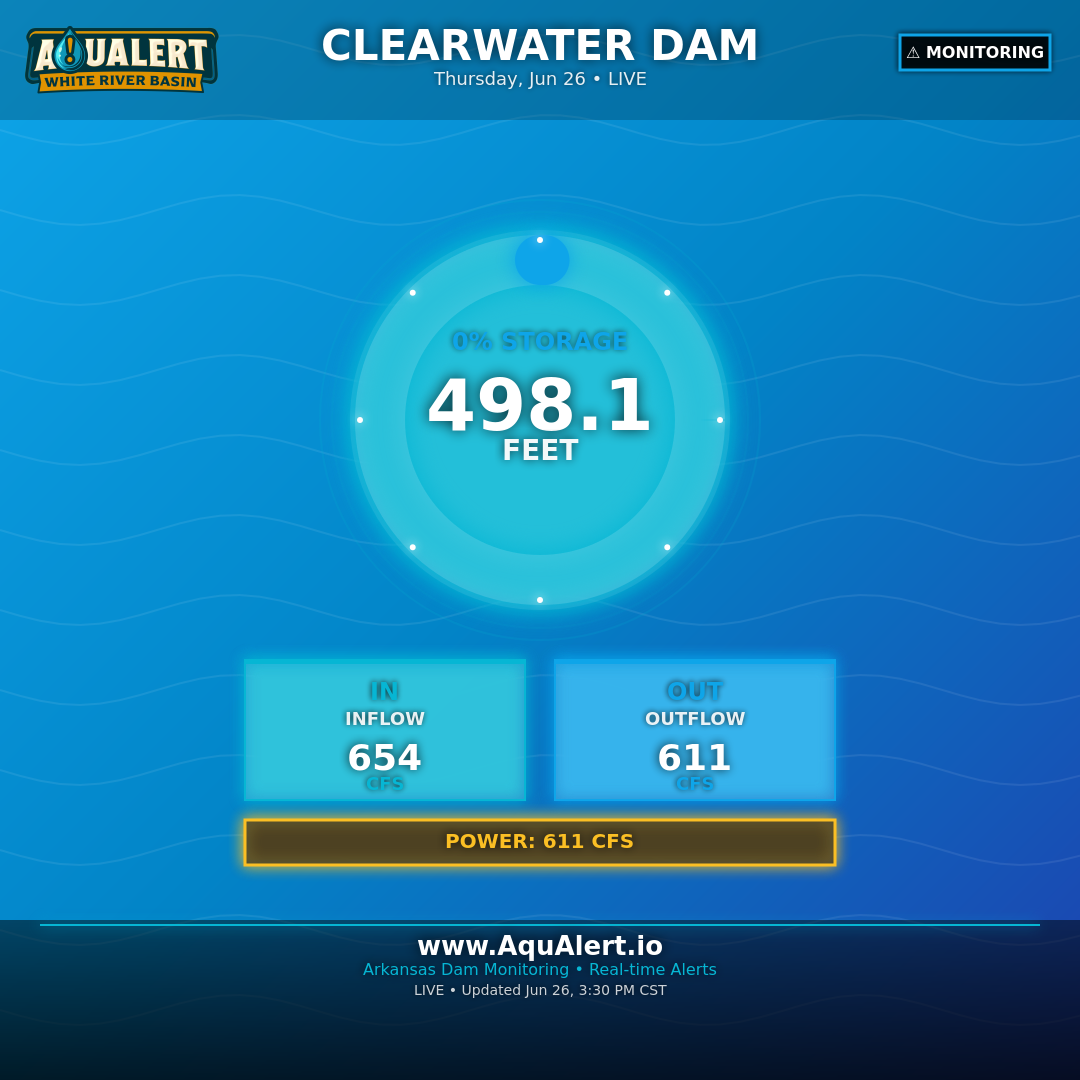 AQUALERT
WHITE RIVER BASIN
CLEARWATER DAM
Thursday, Jun 26 • LIVE
⚠ MONITORING
0% STORAGE
498.1
FEET
IN
INFLOW
654
CFS
OUT
OUTFLOW
611
CFS
POWER: 611 CFS
www.AquAlert.io
Arkansas Dam Monitoring • Real-time Alerts
LIVE • Updated Jun 26, 3:30 PM CST